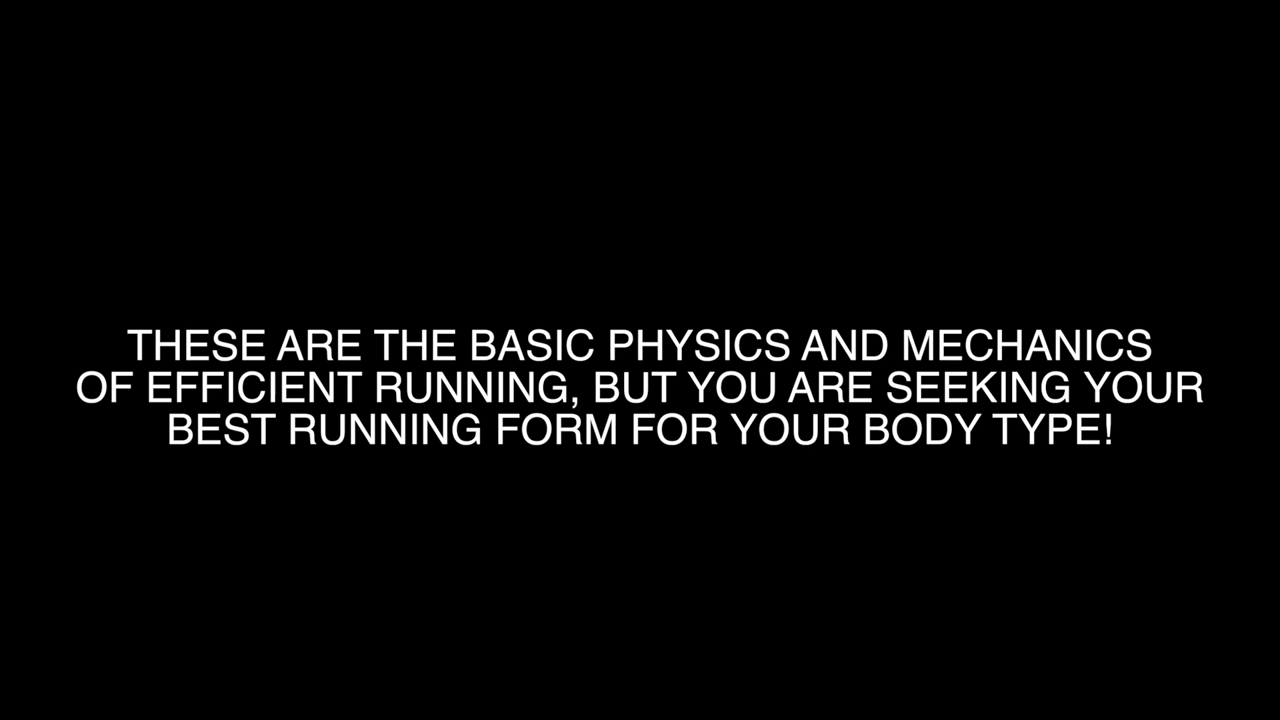 THESE ARE THE BASIC PHYSICS AND MECHANICS
OF EFFICIENT RUNNING, BUT YOU ARE SEEKING YOUR
BEST RUNNING FORM FOR YOUR BODY TYPE!